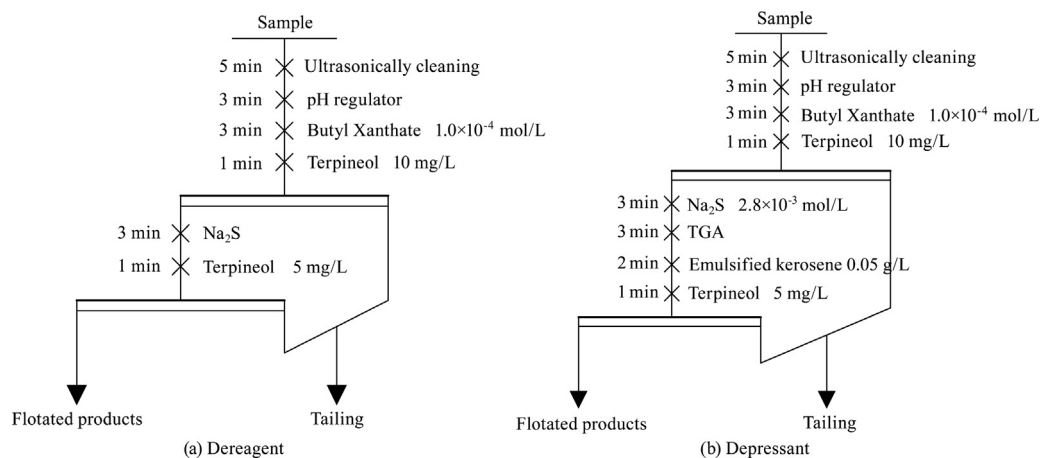 Sample
5 min Ultrasonically cleaning
3 min pH regulator
3 min Butyl Xanthate 1.0×10⁻⁴ mol/L
1 min Terpineol 10 mg/L
3 min Na₂S
1 min Terpineol 5 mg/L
Flotated products
Tailing
(a) Dereagent
Sample
5 min Ultrasonically cleaning
3 min pH regulator
3 min Butyl Xanthate 1.0×10⁻⁴ mol/L
1 min Terpineol 10 mg/L
3 min Na₂S 2.8×10⁻³ mol/L
3 min TGA
2 min Emulsified kerosene 0.05 g/L
1 min Terpineol 5 mg/L
Flotated products
Tailing
(b) Depressant